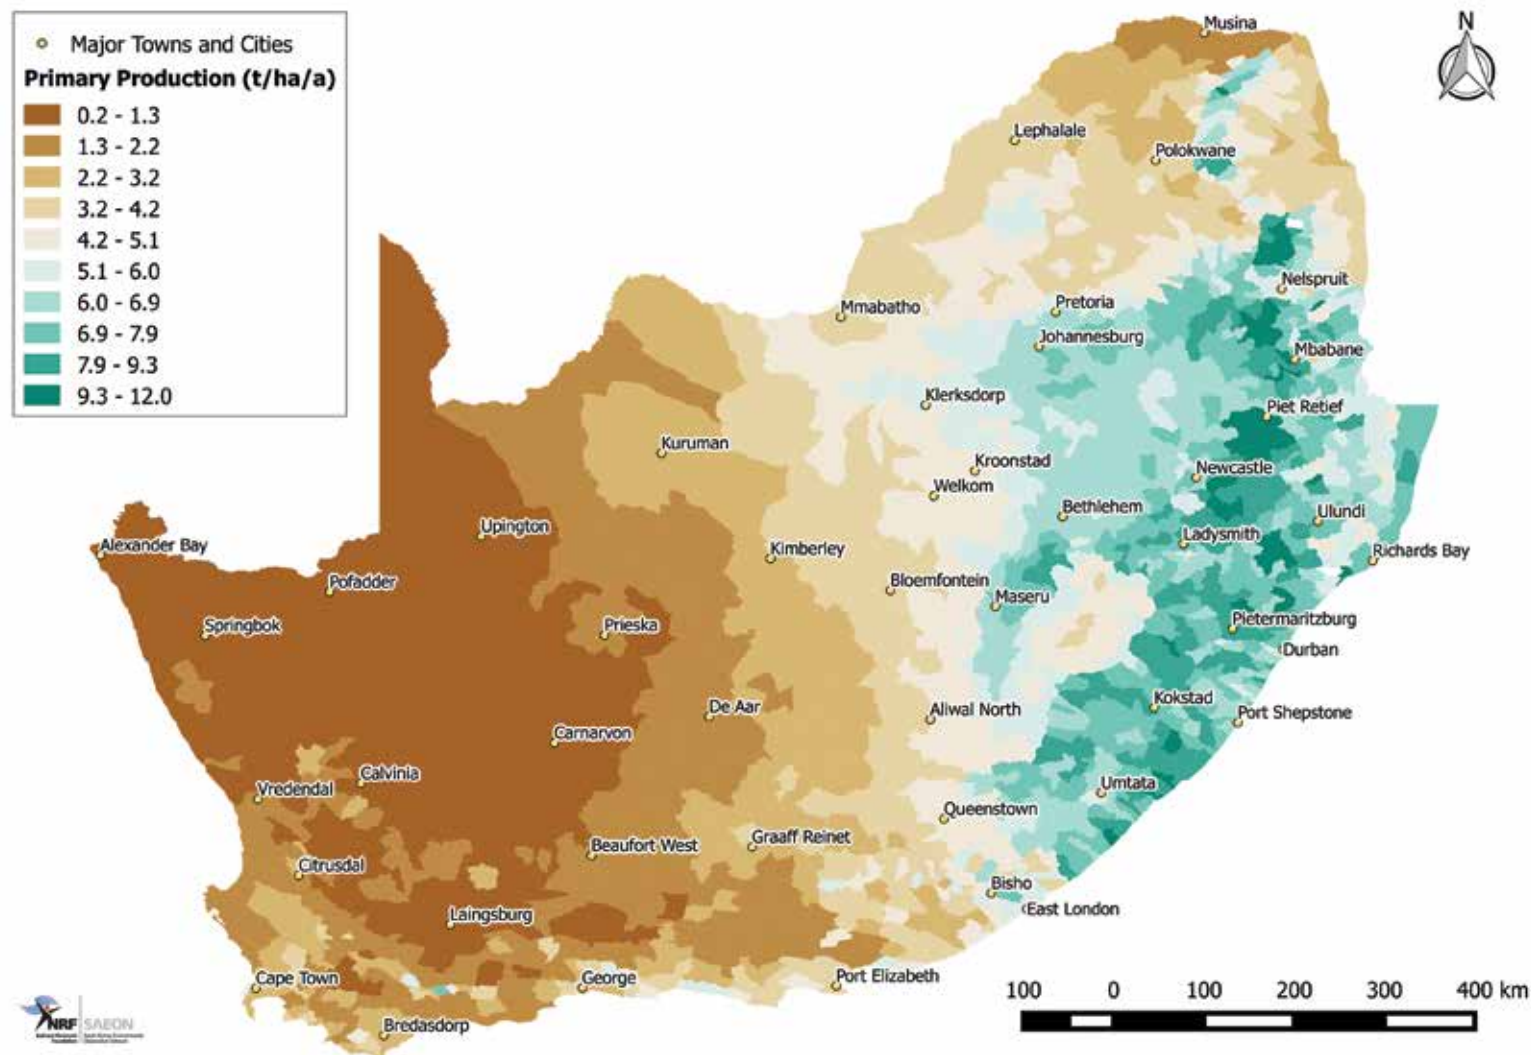 Major Towns and Cities
Primary Production (t/ha/a)
0.2 - 1.3
1.3 - 2.2
2.2 - 3.2
3.2 - 4.2
4.2 - 5.1
5.1 - 6.0
6.0 - 6.9
6.9 - 7.9
7.9 - 9.3
9.3 - 12.0
N
Musina
Lephalale
Polokwane
Nelspruit
Mmabatho
Pretoria
Johannesburg
Mbabane
Klerksdorp
Piet Retief
Kuruman
Kroonstad
Newcastle
Welkom
Bethlehem
Ulundi
Upington
Ladysmith
Alexander Bay
Kimberley
Richards Bay
Pofadder
Bloemfontein
Maseru
Springbok
Prieska
Pietermaritzburg
Durban
Kokstad
De Aar
Aliwal North
Port Shepstone
Carnarvon
Calvinia
Vredendal
Umtata
Queenstown
Graaff Reinet
Beaufort West
Citrusdal
Bisho
Laingsburg
East London
Cape Town
George
Port Elizabeth
Bredasdorp
100 0 100 200 300 400 km
NRF SAEON